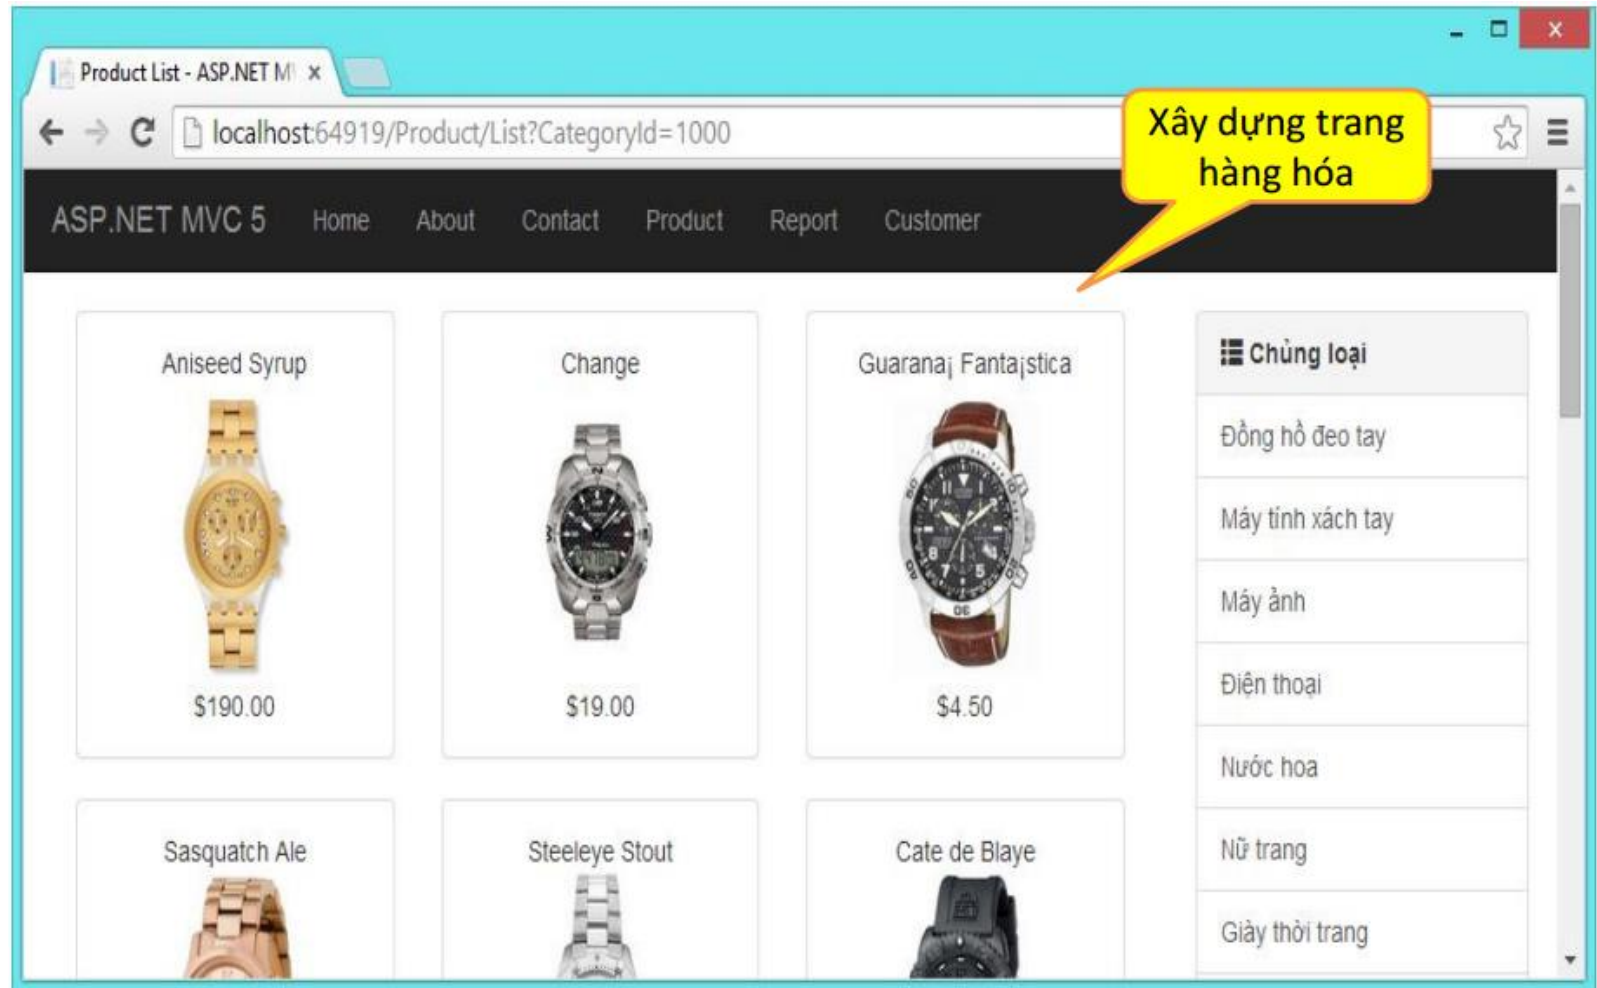 Product List - ASP.NET M
localhost:64919/Product/List?CategoryId=1000
Xây dựng trang
hàng hóa
ASP.NET MVC 5 Home About Contact Product Report Customer
Aniseed Syrup
Change
Guarana¡ Fanta¡stica
$190.00
$19.00
$4.50
Sasquatch Ale
Steeleye Stout
Cate de Blaye
Chủng loại
Đồng hồ đeo tay
Máy tính xách tay
Máy ảnh
Điện thoại
Nước hoa
Nữ trang
Giày thời trang